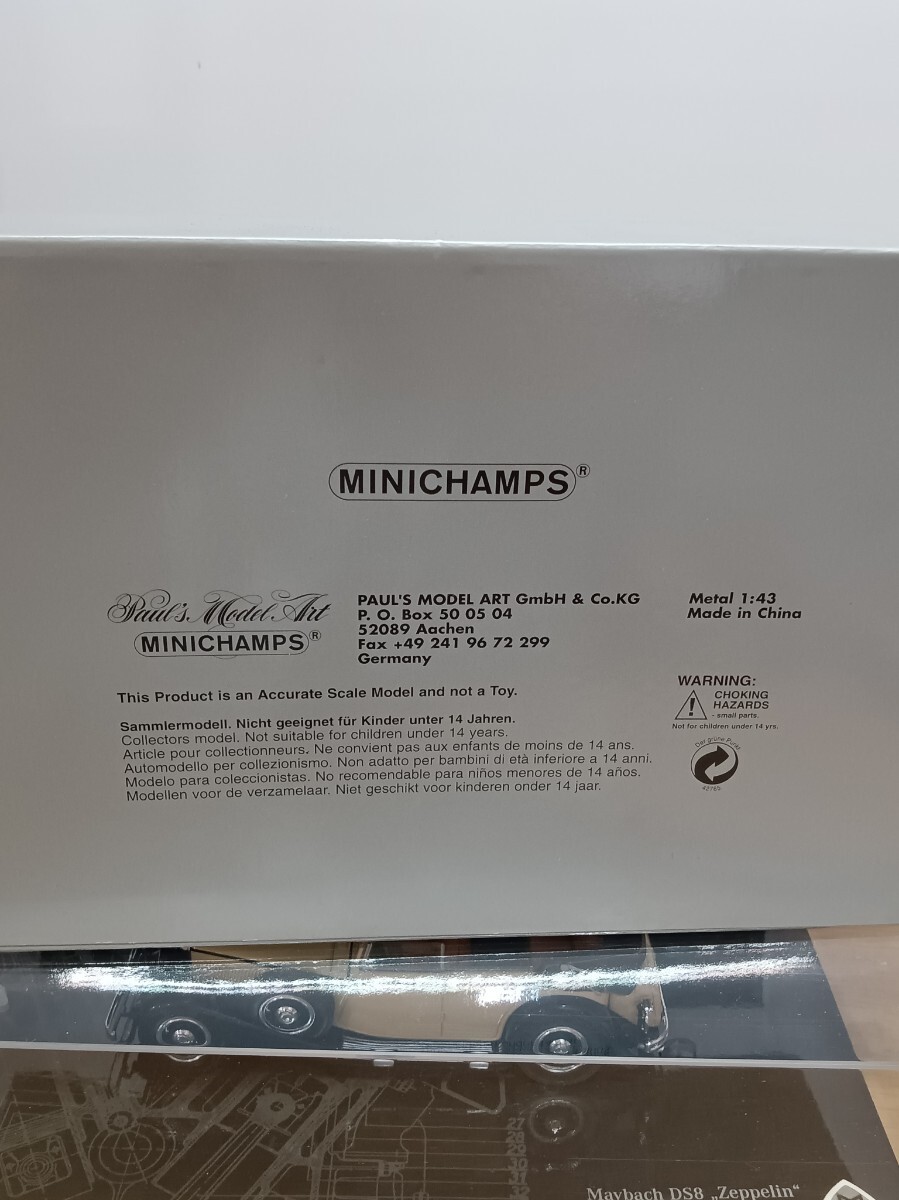 MINICHAMPS®
Paul's Model Art
MINICHAMPS®
PAUL'S MODEL ART GmbH & Co.KG
P. O. Box 50 05 04
52089 Aachen
Fax +49 241 96 72 299
Germany
Metal 1:43
Made in China
This Product is an Accurate Scale Model and not a Toy.
Sammlermodell. Nicht geeignet für Kinder unter 14 Jahren.
Collectors model. Not suitable for children under 14 years.
Article pour collectionneurs. Ne convient pas aux enfants de moins de 14 ans.
Automodello per collezionismo. Non adatto per bambini di età inferiore a 14 anni.
Modelo para coleccionistas. No recomendable para niños menores de 14 años.
Modellen voor de verzamelaar. Niet geschikt voor kinderen onder 14 jaar.
WARNING:
CHOKING
HAZARDS
- small parts.
Not for children under 14 yrs.
Der grüne Punkt
Maybach DS8 „Zeppelin“